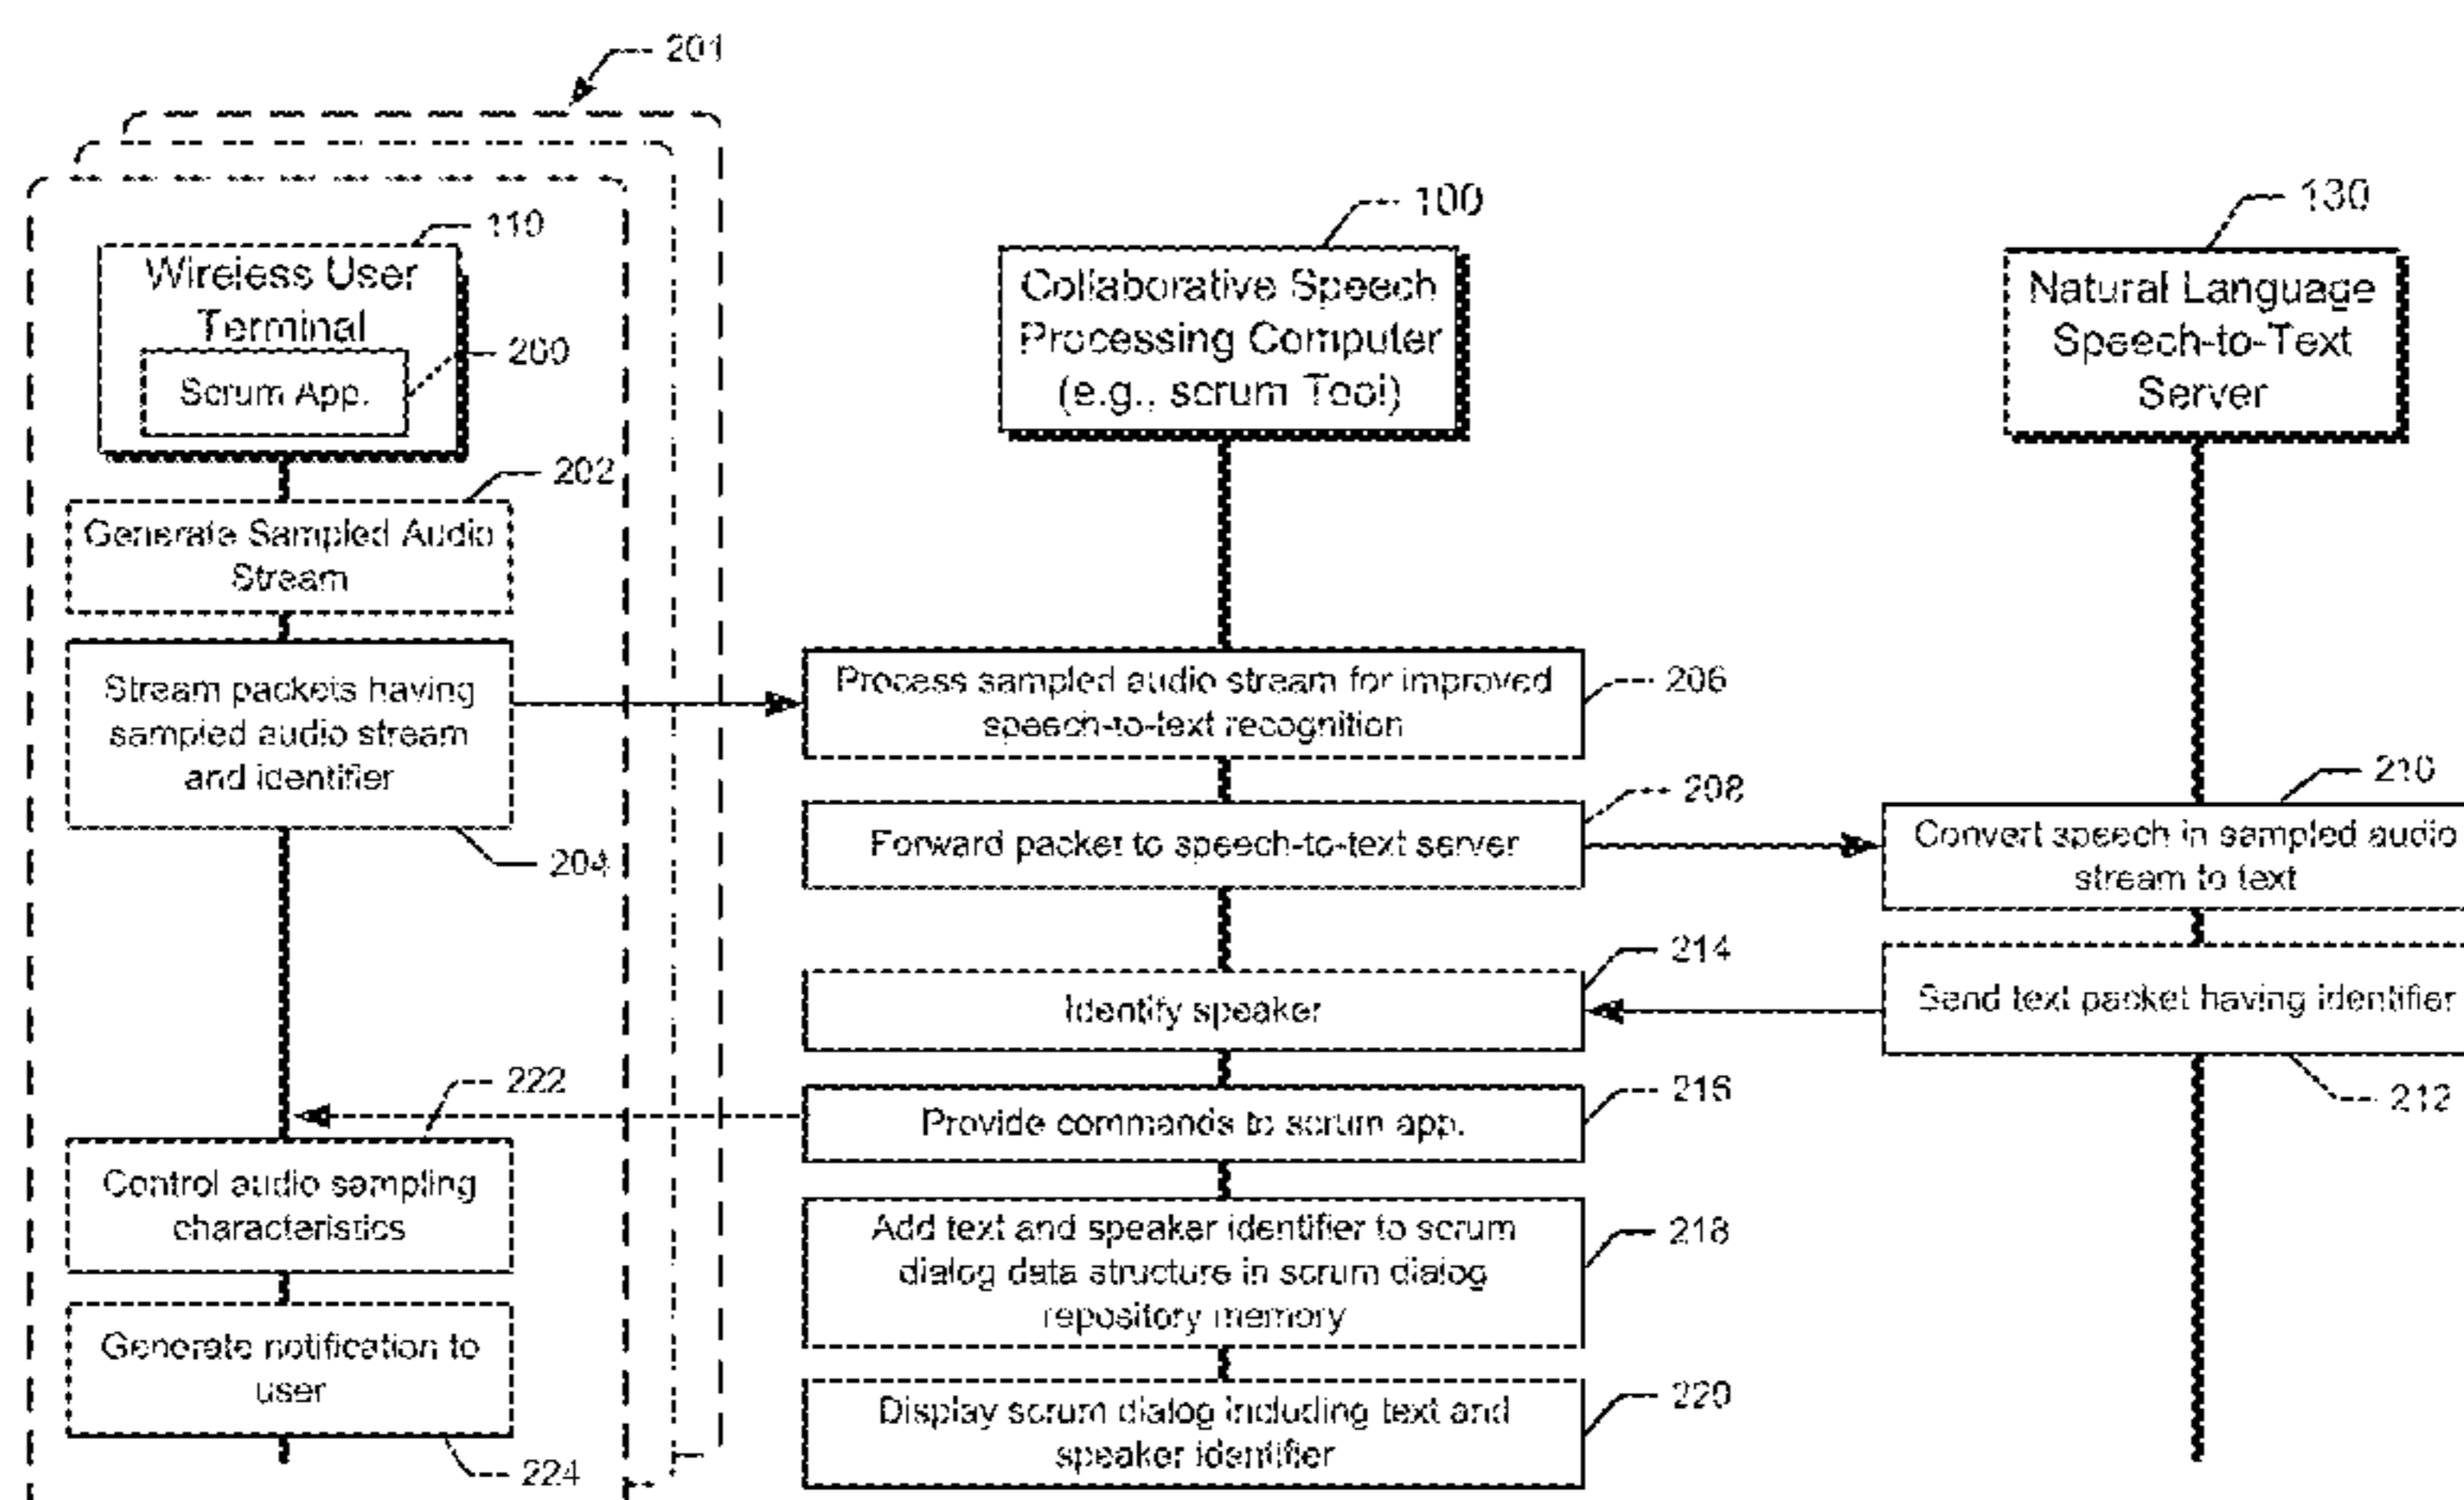 201
110
Wireless User
Terminal
200
Scrum App.
100
Collaborative Speech
Processing Computer
(e.g., scrum Tool)
130
Natural Language
Speech-to-Text
Server
202
Generate Sampled Audio
Stream
Stream packets having
sampled audio stream
and identifier
204
Process sampled audio stream for improved
speech-to-text recognition
206
Forward packet to speech-to-text server
208
210
Convert speech in sampled audio
stream to text
Identify speaker
214
Send text packet having identifier
212
Provide commands to scrum app.
216
222
Control audio sampling
characteristics
Add text and speaker identifier to scrum
dialog data structure in scrum dialog
repository memory
218
Generate notification to
user
224
Display scrum dialog including text and
speaker identifier
220